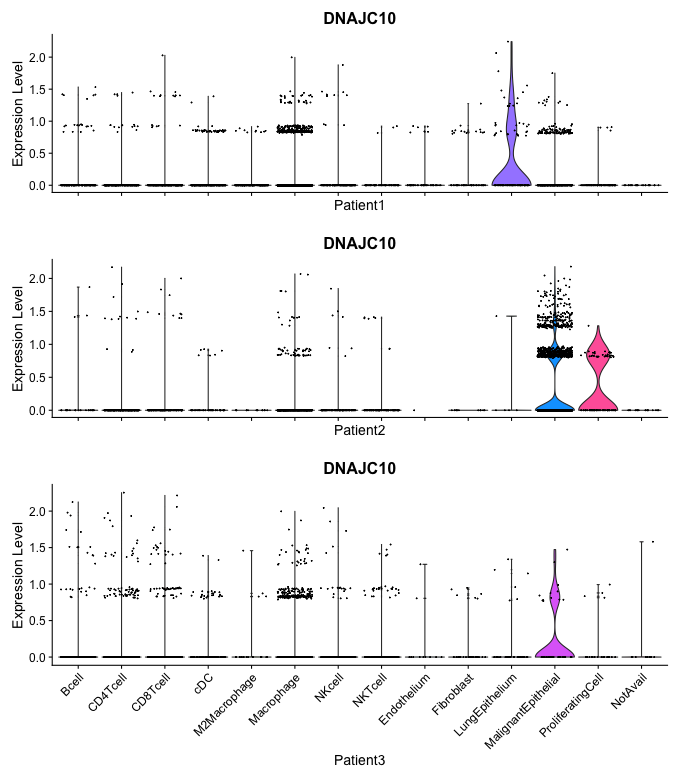 DNAJC10
Expression Level
2.0
1.5
1.0
0.5
0.0
Patient1
DNAJC10
Expression Level
2.0
1.5
1.0
0.5
0.0
Patient2
DNAJC10
Expression Level
2.0
1.5
1.0
0.5
0.0
Bcell
CD4Tcell
CD8Tcell
cDC
M2Macrophage
Macrophage
NKcell
NKTcell
Endothelium
Fibroblast
LungEpithelium
MalignantEpithelial
ProliferatingCell
NotAvail
Patient3